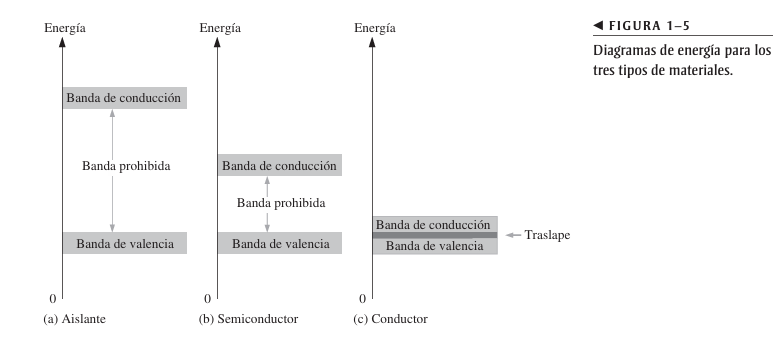 Energía
Banda de conducción
Banda prohibida
Banda de valencia
0
(a) Aislante
Energía
Banda de conducción
Banda prohibida
Banda de valencia
0
(b) Semiconductor
Energía
Banda de conducción
Banda de valencia
Traslape
0
(c) Conductor
◄ FIGURA 1–5
Diagramas de energía para los
tres tipos de materiales.